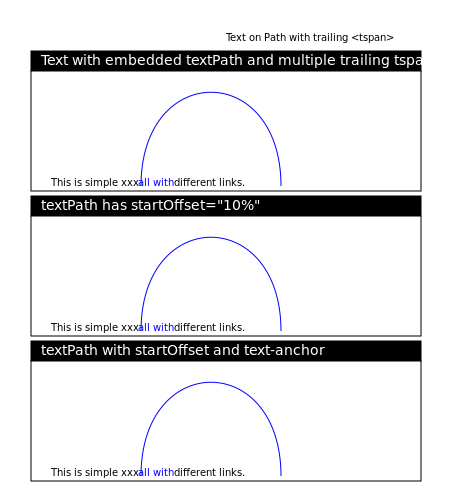 Text on Path with trailing <tspan>
Text with embedded textPath and multiple trailing tspa
This is simple xxxall withdifferent links.
textPath has startOffset="10%"
This is simple xxxall withdifferent links.
textPath with startOffset and text-anchor
This is simple xxxall withdifferent links.